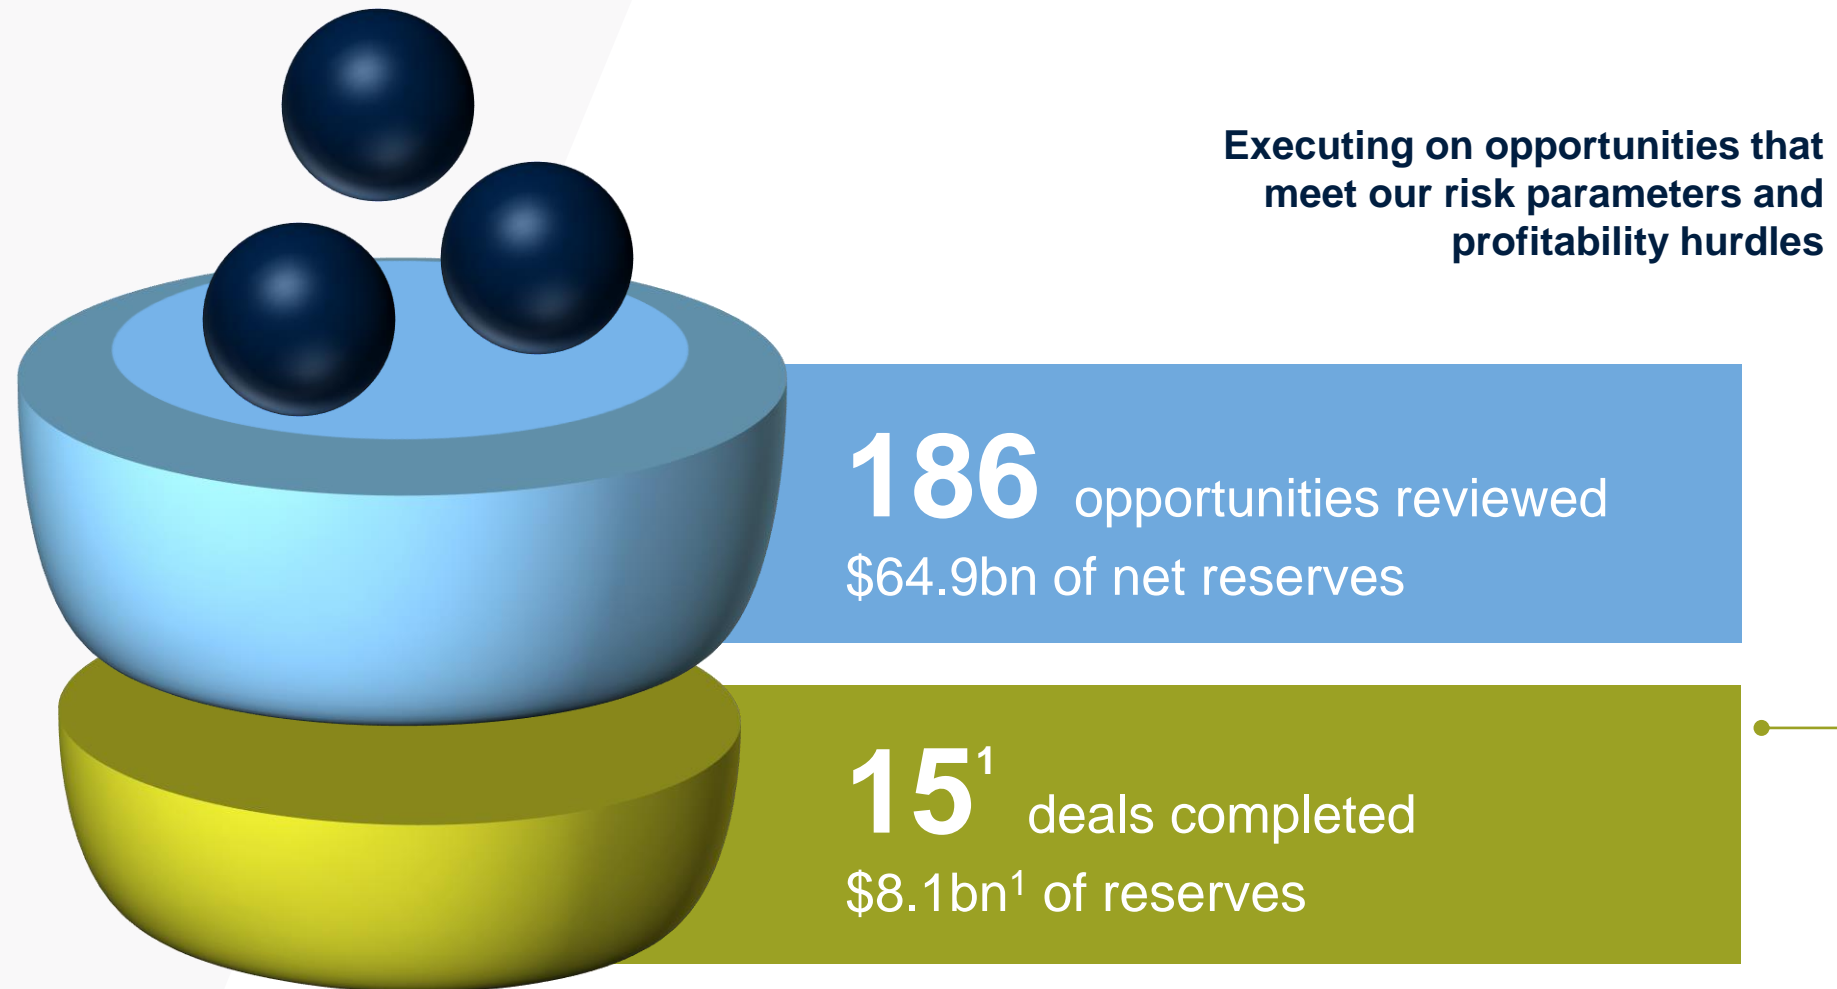 Executing on opportunities that
meet our risk parameters and
profitability hurdles
186 opportunities reviewed
$64.9bn of net reserves
15¹ deals completed
$8.1bn¹ of reserves